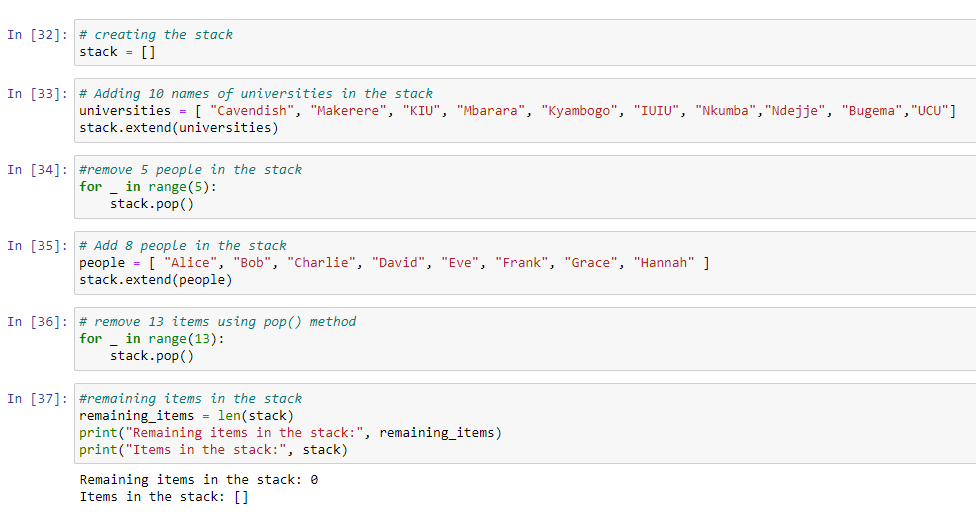 In [32]: # creating the stack
stack = []
In [33]: # Adding 10 names of universities in the stack
universities = [ "Cavendish", "Makerere", "KIU", "Mbarara", "Kyambogo", "IUIU", "Nkumba","Ndejje", "Bugema","UCU"]
stack.extend(universities)
In [34]: #remove 5 people in the stack
for _ in range(5):
    stack.pop()
In [35]: # Add 8 people in the stack
people = [ "Alice", "Bob", "Charlie", "David", "Eve", "Frank", "Grace", "Hannah" ]
stack.extend(people)
In [36]: # remove 13 items using pop() method
for _ in range(13):
    stack.pop()
In [37]: #remaining items in the stack
remaining_items = len(stack)
print("Remaining items in the stack:", remaining_items)
print("Items in the stack:", stack)
Remaining items in the stack: 0
Items in the stack: []